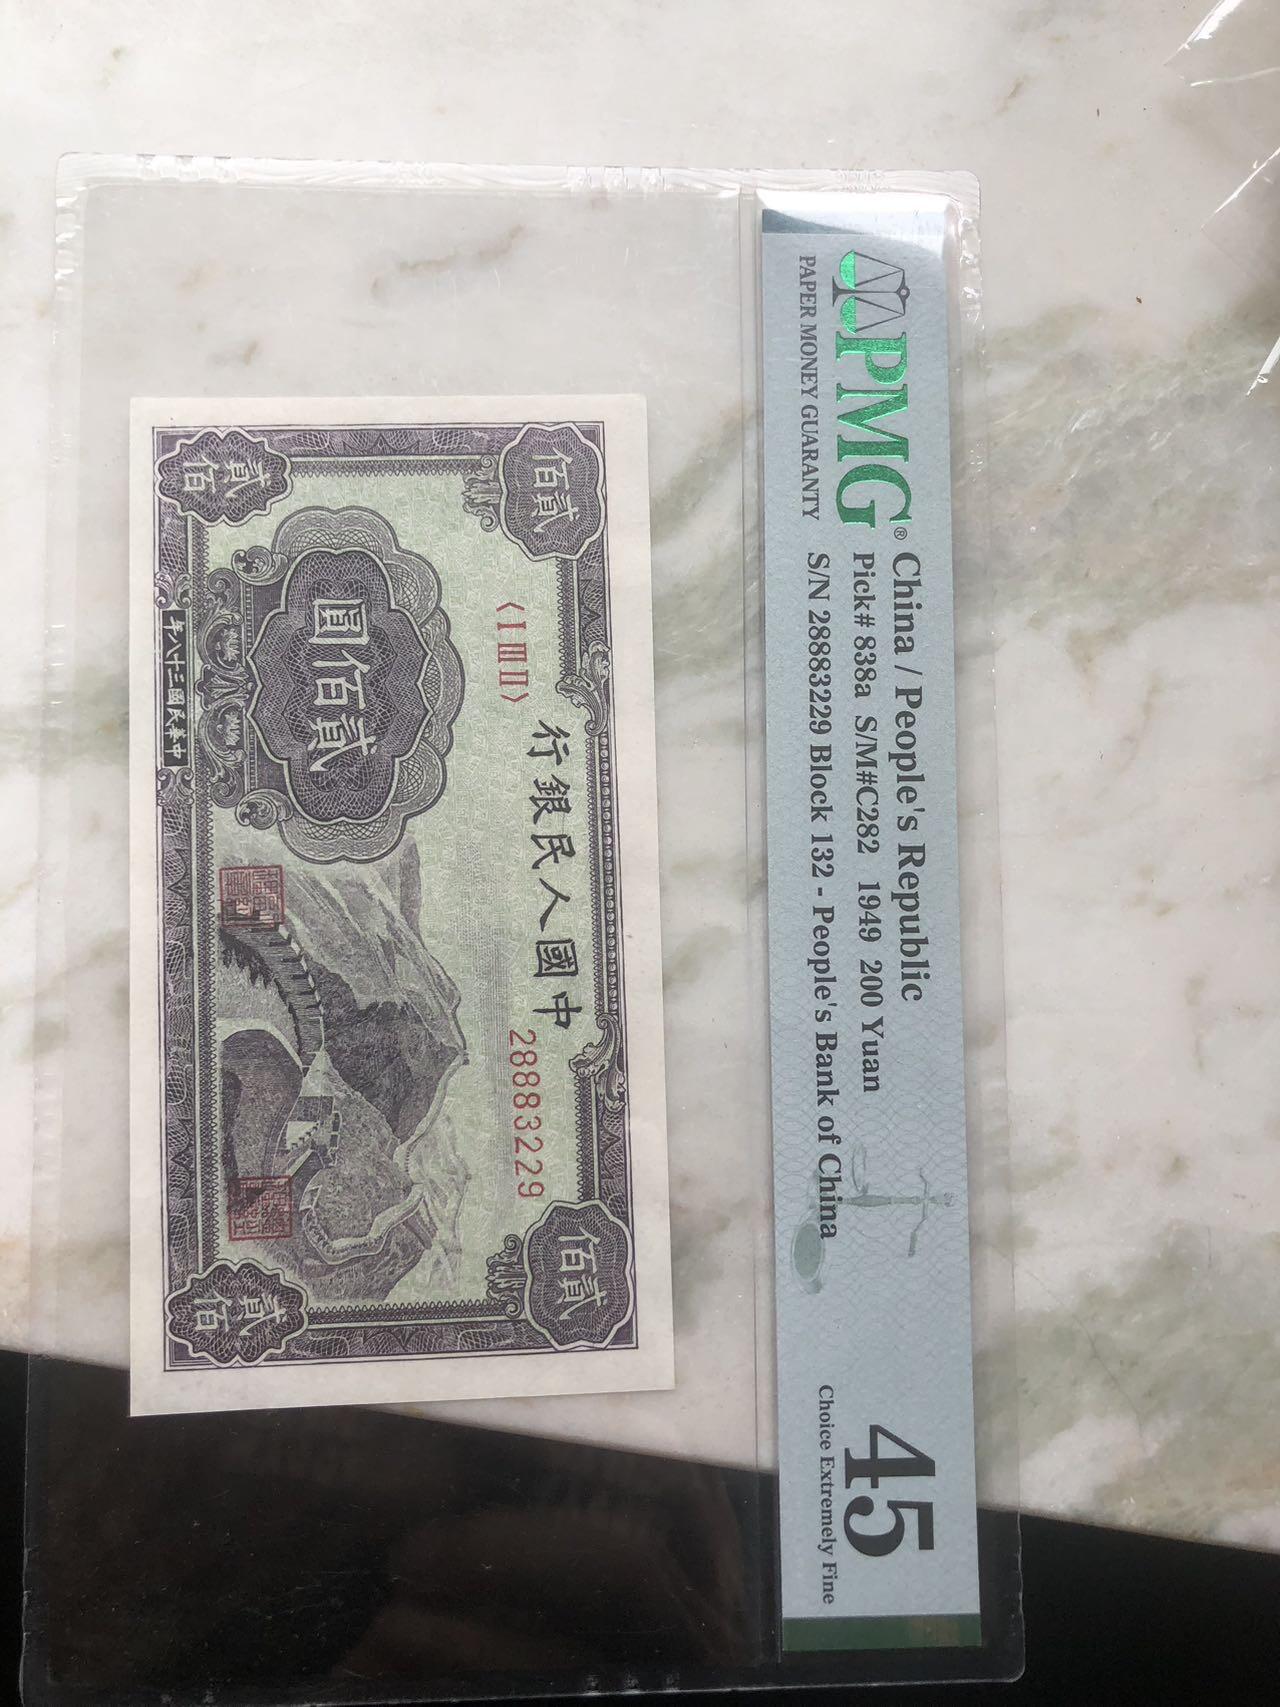 PMG®
PAPER MONEY GUARANTY
China / People's Republic
Pick# 838a S/M#C282 1949 200 Yuan
S/N 28883229 Block 132 - People's Bank of China
45
Choice Extremely Fine
佰貳
佰貳
〈I III II〉
行銀民人國中
28883229
圓佰貳
貳佰
貳佰
年八十三國民華中